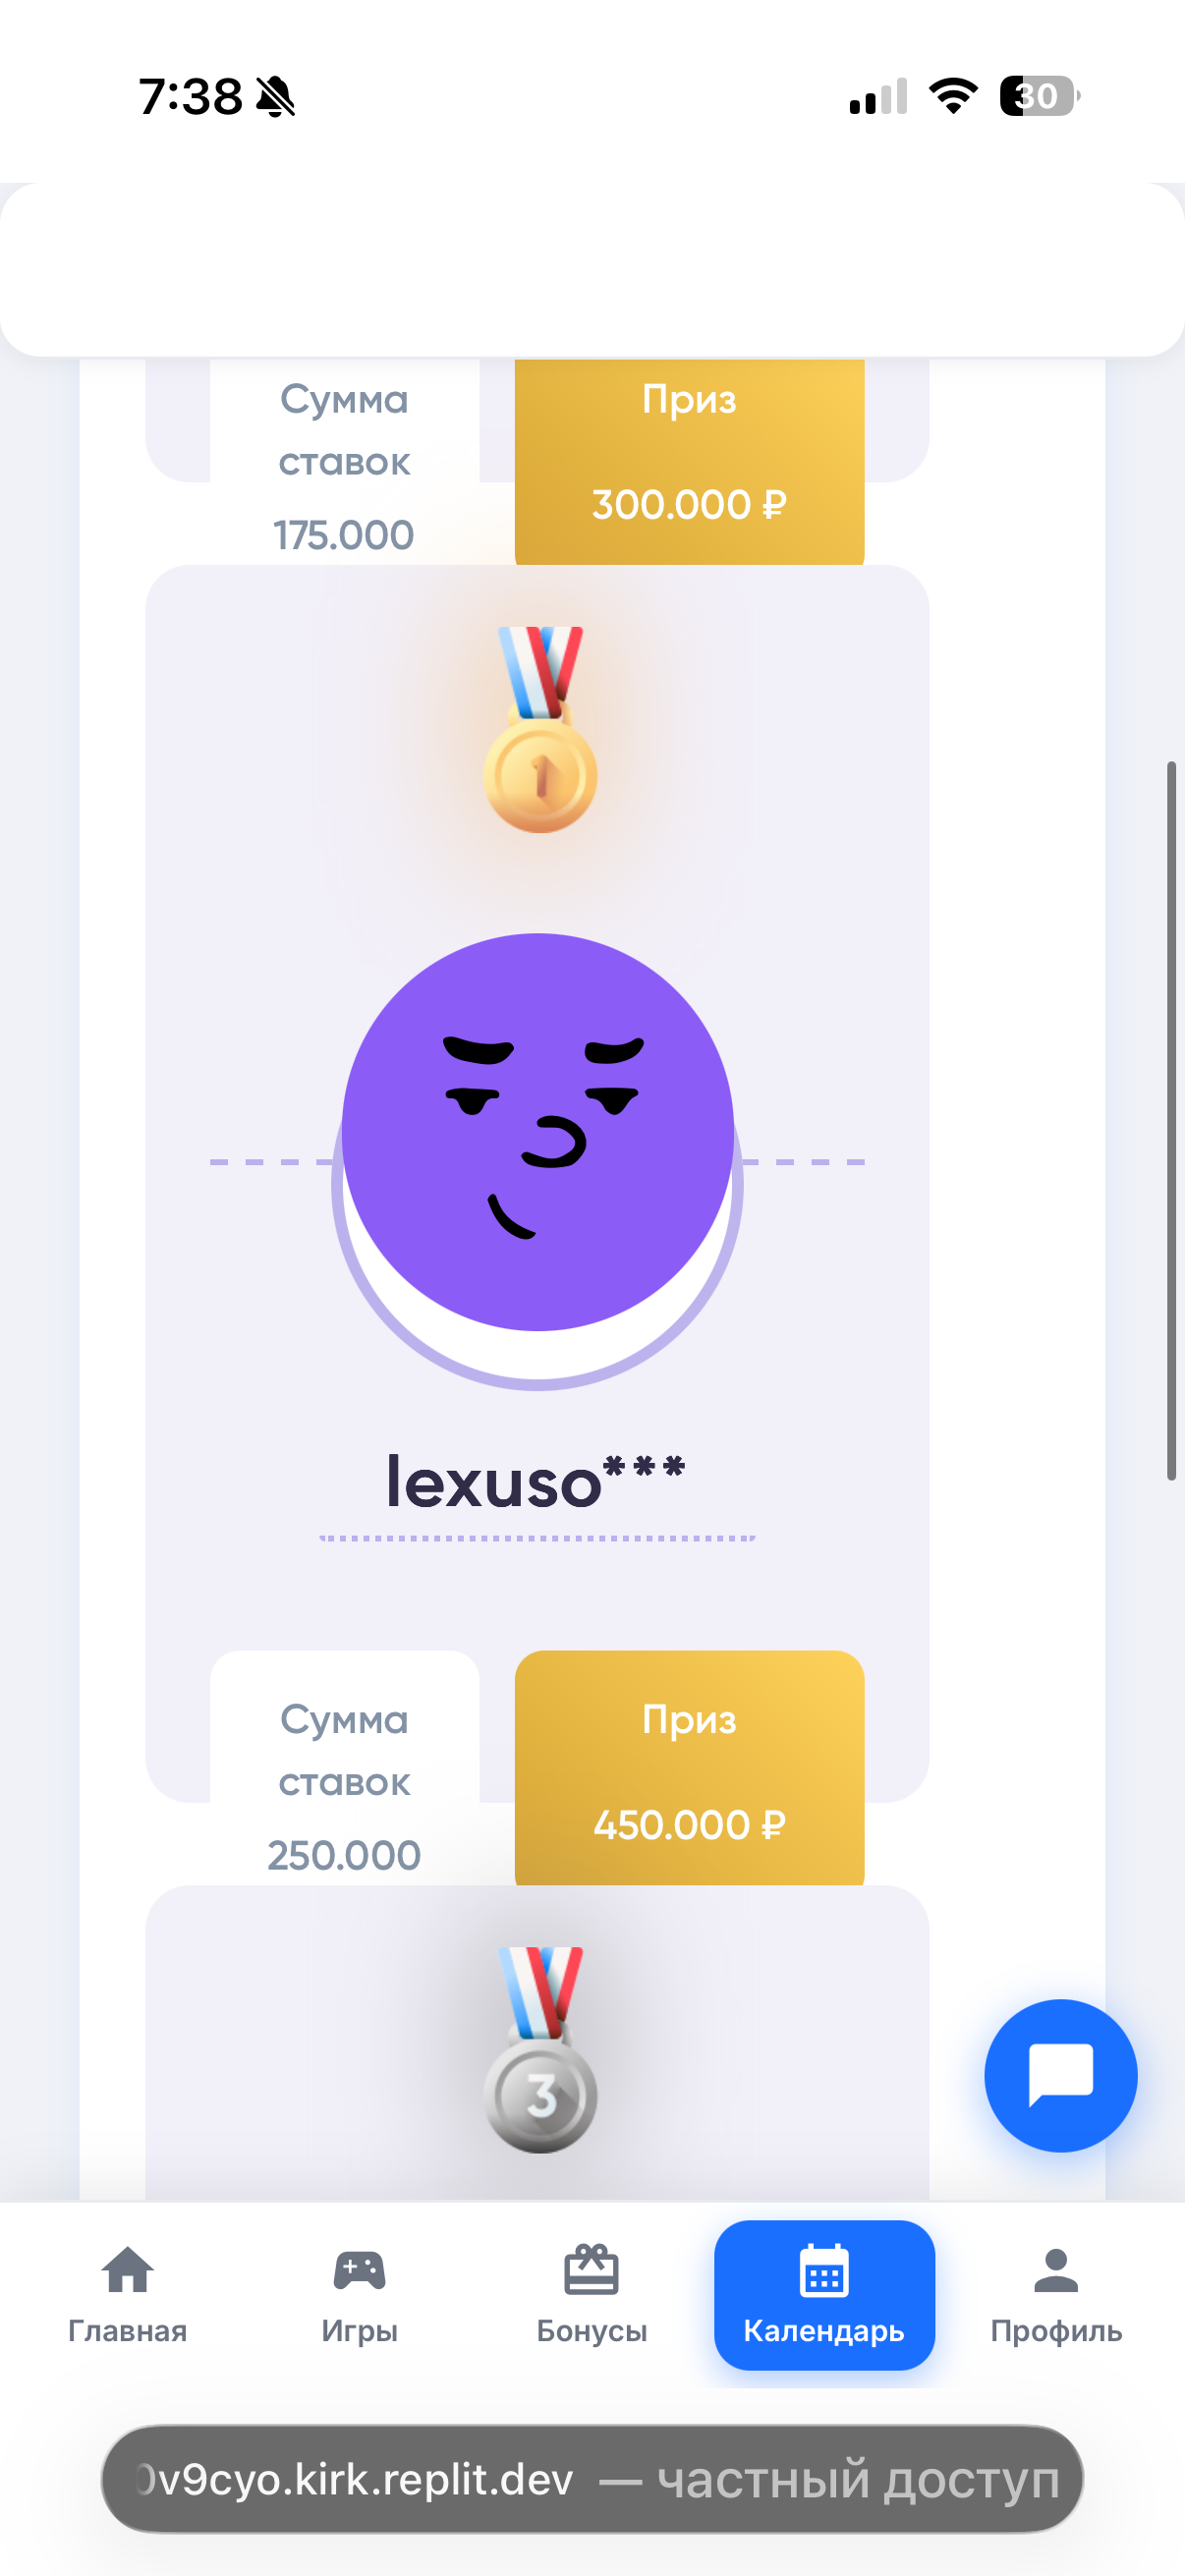 7:38
30
Сумма
ставок
175.000
Приз
300.000 ₽
1
lexuso***
Сумма
ставок
250.000
Приз
450.000 ₽
3
Главная
Игры
Бонусы
Календарь
Профиль
v9cyo.kirk.replit.dev — частный доступ